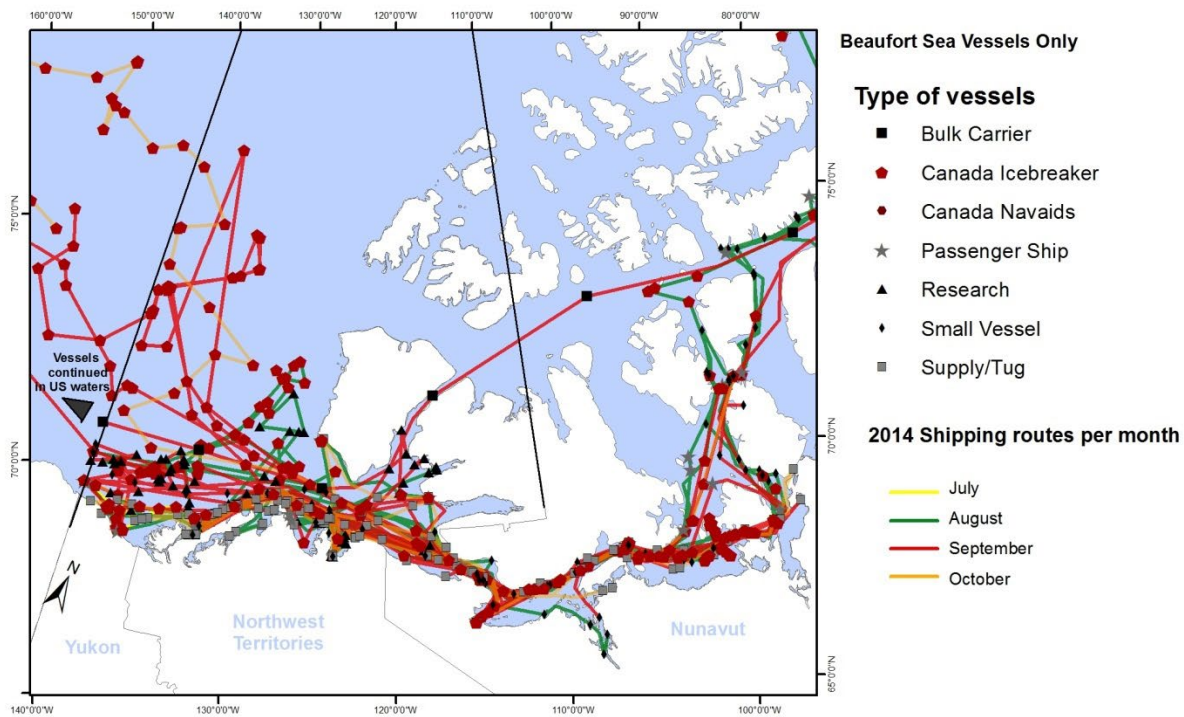 160°0'0"W 150°0'0"W 140°0'0"W 130°0'0"W 120°0'0"W 110°0'0"W 100°0'0"W 90°0'0"W 80°0'0"W
75°0'0"N
70°0'0"N
75°0'0"N
70°0'0"N
65°0'0"N
Vessels
continued
in US waters
N
Yukon
Northwest
Territories
Nunavut
140°0'0"W 130°0'0"W 120°0'0"W 110°0'0"W 100°0'0"W
Beaufort Sea Vessels Only
Type of vessels
Bulk Carrier
Canada Icebreaker
Canada Navaids
Passenger Ship
Research
Small Vessel
Supply/Tug
2014 Shipping routes per month
July
August
September
October